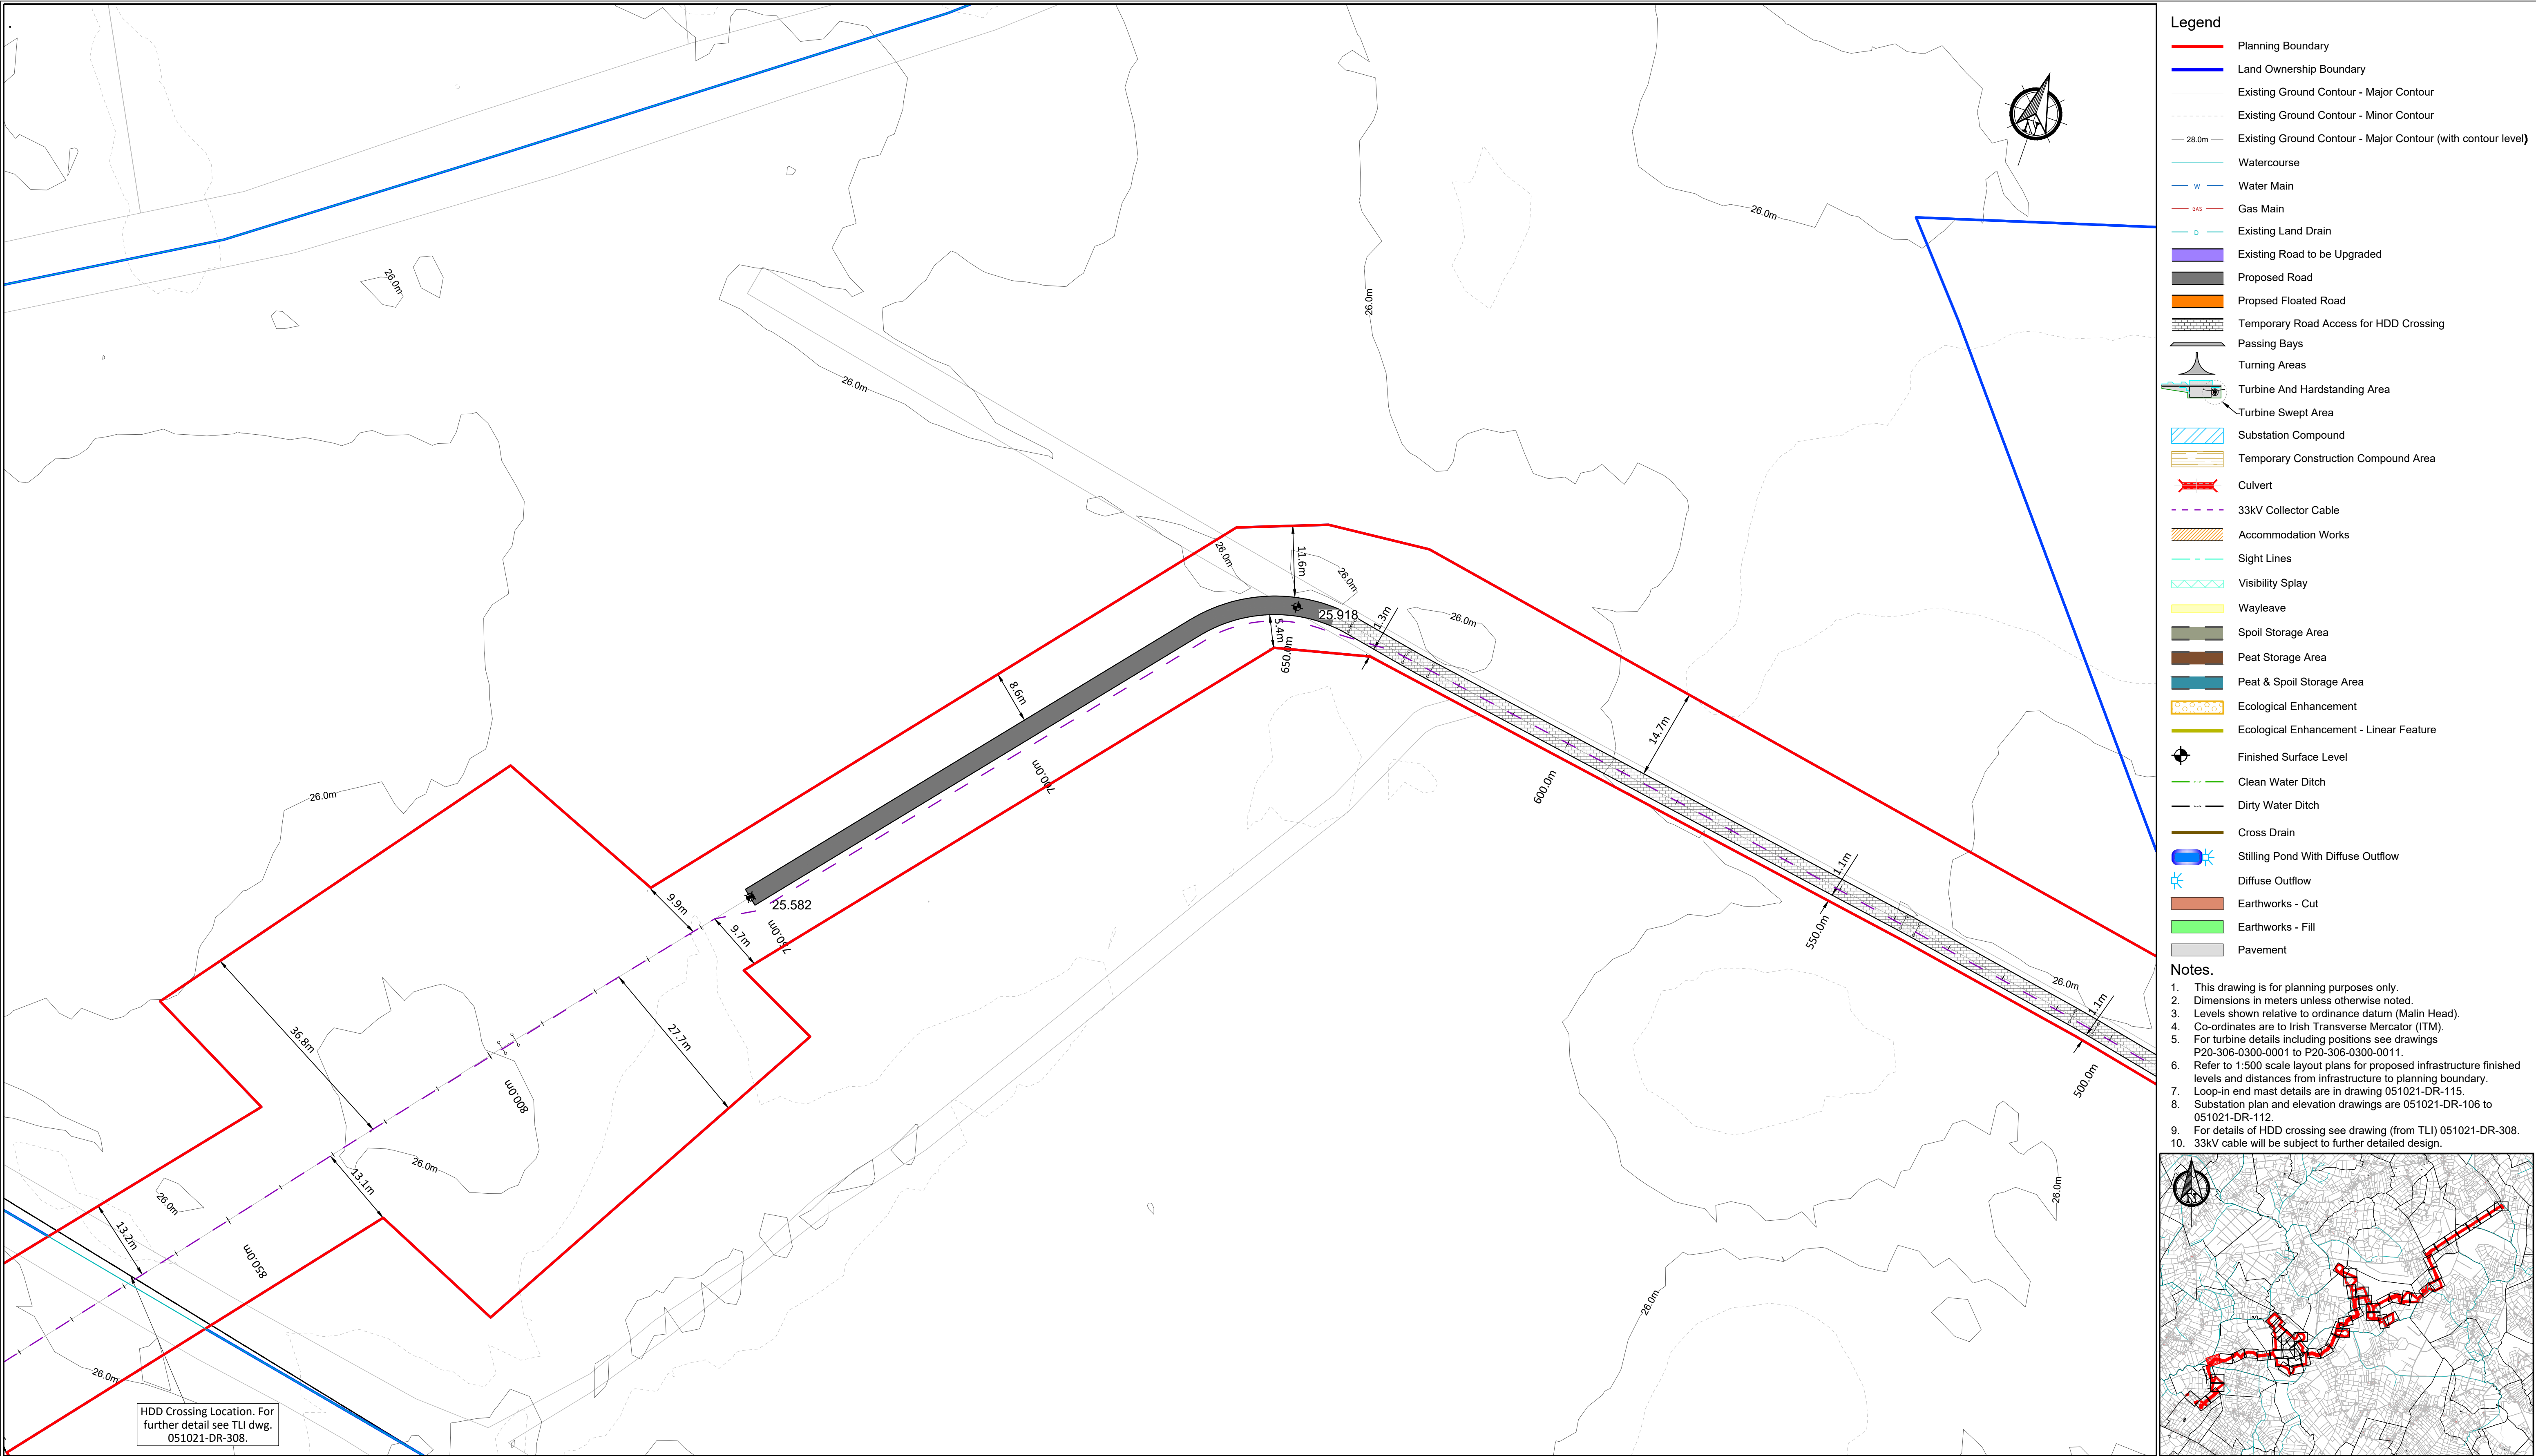 26.0m
26.0m
26.0m
26.0m
N
26.0m
11.6m
26.0m
26.0m
25.918
1.3m
26.0m
5.4m
650.0m
8.6m
14.7m
700.0m
600.0m
26.0m
9.9m
25.582
9.7m
750.0m
1.1m
550.0m
26.0m
1.1m
500.0m
36.8m
27.7m
800.0m
26.0m
13.1m
26.0m
13.2m
850.0m
26.0m
26.0m
26.0m
HDD Crossing Location. For
further detail see TLI dwg.
051021-DR-308.
Legend
Planning Boundary
Land Ownership Boundary
Existing Ground Contour - Major Contour
Existing Ground Contour - Minor Contour
28.0m Existing Ground Contour - Major Contour (with contour level)
Watercourse
W Water Main
GAS Gas Main
D Existing Land Drain
Existing Road to be Upgraded
Proposed Road
Propsed Floated Road
Temporary Road Access for HDD Crossing
Passing Bays
Turning Areas
Turbine And Hardstanding Area
Turbine Swept Area
Substation Compound
Temporary Construction Compound Area
Culvert
33kV Collector Cable
Accommodation Works
Sight Lines
Visibility Splay
Wayleave
Spoil Storage Area
Peat Storage Area
Peat & Spoil Storage Area
Ecological Enhancement
Ecological Enhancement - Linear Feature
Finished Surface Level
Clean Water Ditch
Dirty Water Ditch
Cross Drain
Stilling Pond With Diffuse Outflow
Diffuse Outflow
Earthworks - Cut
Earthworks - Fill
Pavement
Notes.
1. This drawing is for planning purposes only.
2. Dimensions in meters unless otherwise noted.
3. Levels shown relative to ordinance datum (Malin Head).
4. Co-ordinates are to Irish Transverse Mercator (ITM).
5. For turbine details including positions see drawings
P20-306-0300-0001 to P20-306-0300-0011.
6. Refer to 1:500 scale layout plans for proposed infrastructure finished
levels and distances from infrastructure to planning boundary.
7. Loop-in end mast details are in drawing 051021-DR-115.
8. Substation plan and elevation drawings are 051021-DR-106 to
051021-DR-112.
9. For details of HDD crossing see drawing (from TLI) 051021-DR-308.
10. 33kV cable will be subject to further detailed design.
N